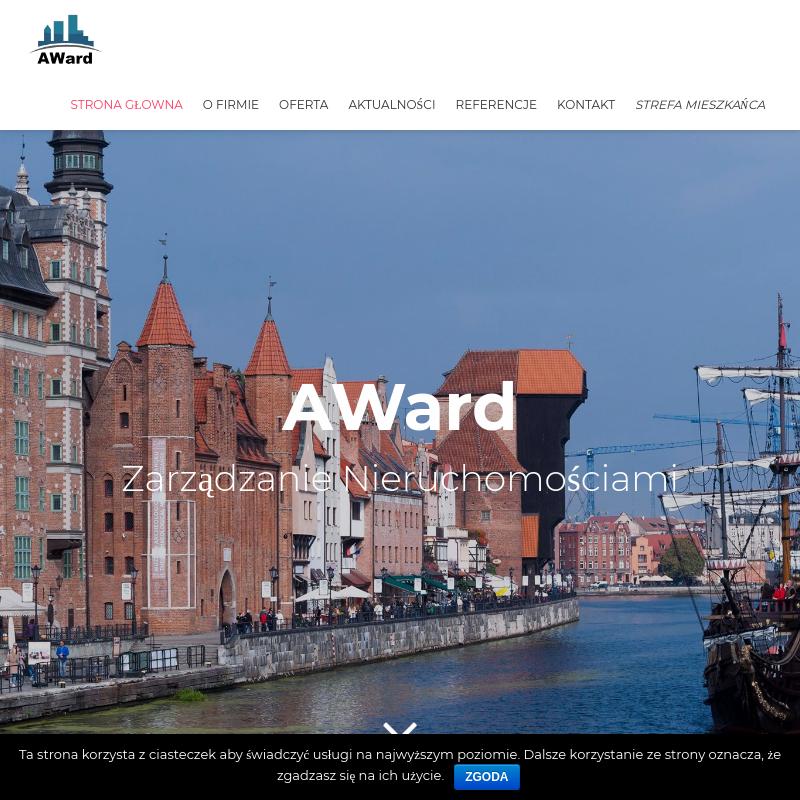 AWard
STRONA GŁOWNA O FIRMIE OFERTA AKTUALNOŚCI REFERENCJE KONTAKT STREFA MIESZKAŃCA
AWard
Zarządzanie Nieruchomościami
Ta strona korzysta z ciasteczek aby świadczyć usługi na najwyższym poziomie. Dalsze korzystanie ze strony oznacza, że
zgadzasz się na ich użycie. ZGODA